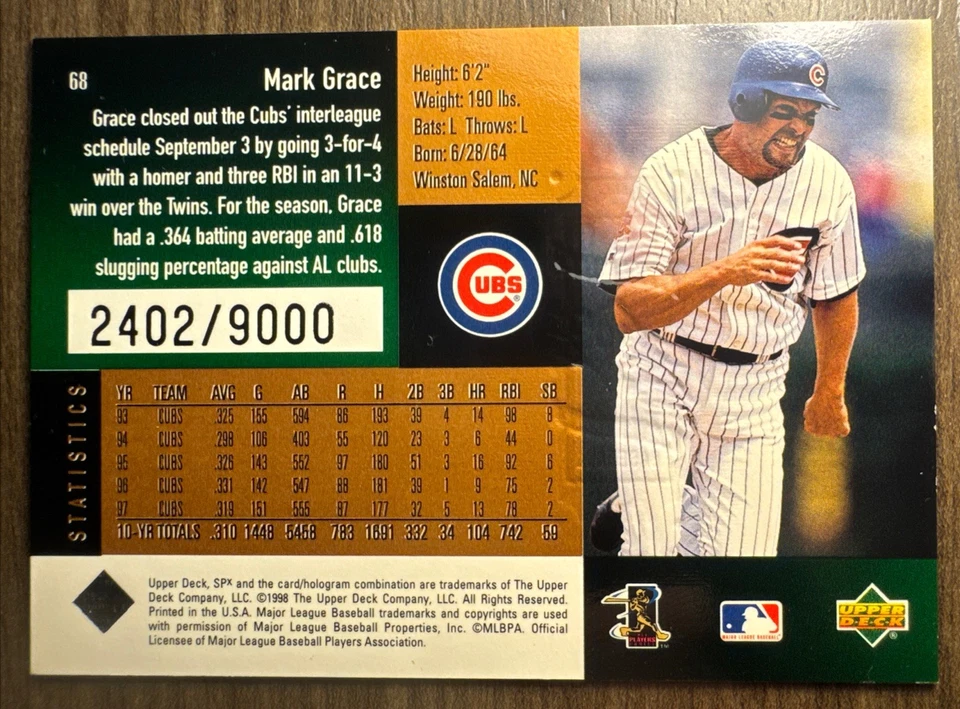 68
Mark Grace
Grace closed out the Cubs' interleague
schedule September 3 by going 3-for-4
with a homer and three RBI in an 11-3
win over the Twins. For the season, Grace
had a .364 batting average and .618
slugging percentage against AL clubs.
2402/9000
Height: 6'2"
Weight: 190 lbs.
Bats: L Throws: L
Born: 6/28/64
Winston Salem, NC
CUBS®
C
STATISTICS
YR TEAM AVG G AB R H 2B 3B HR RBI SB
93 CUBS .325 155 594 86 193 39 4 14 98 8
94 CUBS .298 106 403 55 120 23 3 6 44 0
95 CUBS .326 143 552 97 180 51 3 16 92 6
96 CUBS .331 142 547 88 181 39 1 9 75 2
97 CUBS .319 151 555 87 177 32 5 13 78 2
10-YR TOTALS .310 1448 5458 783 1691 332 34 104 742 59
Upper Deck, SPx and the card/hologram combination are trademarks of The Upper
Deck Company, LLC. ©1998 The Upper Deck Company, LLC. All Rights Reserved.
Printed in the U.S.A. Major League Baseball trademarks and copyrights are used
with permission of Major League Baseball Properties, Inc. ©MLBPA. Official
Licensee of Major League Baseball Players Association.
PLAYERS
TM
MAJOR LEAGUE BASEBALL
UPPER
D·E·C·K
®